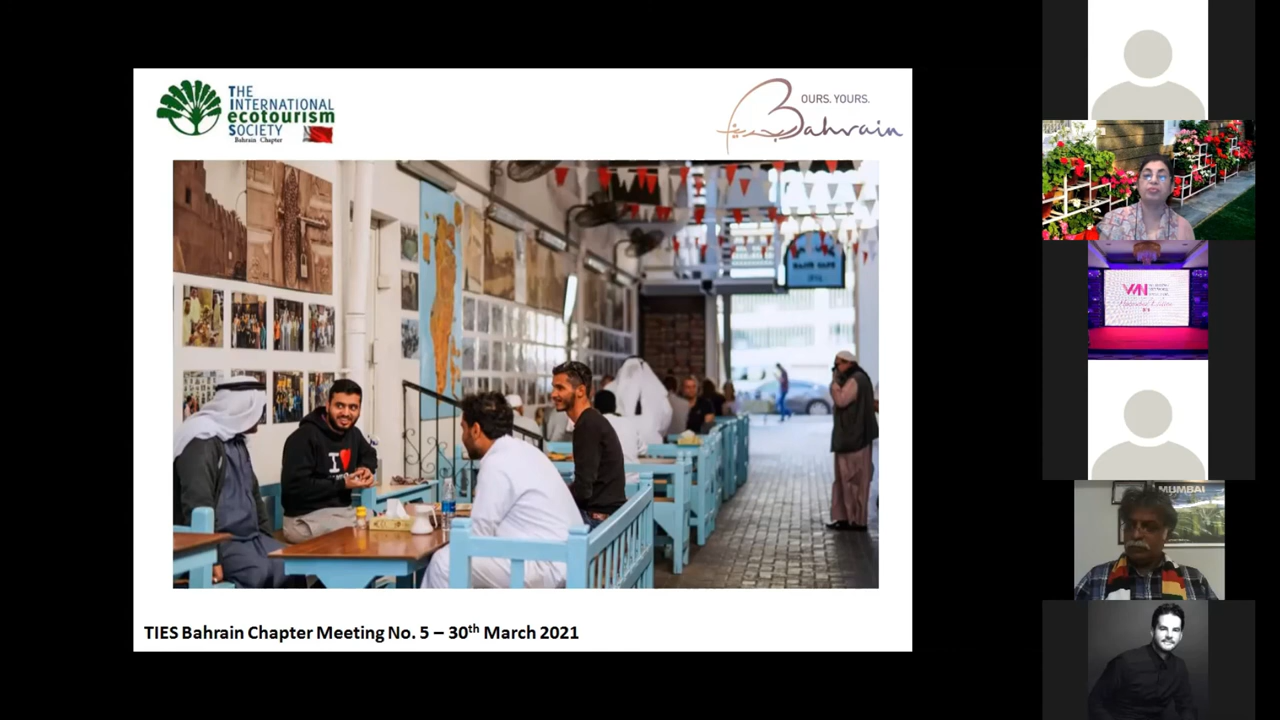 THE
INTERNATIONAL
ecotourism
SOCIETY
Bahrain Chapter
OURS. YOURS.
Bahrain
I ♥
TIES Bahrain Chapter Meeting No. 5 – 30th March 2021
MUMBAI